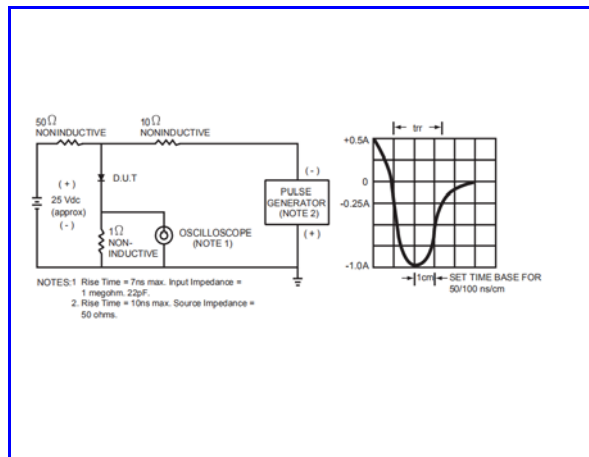 50Ω
NONINDUCTIVE
10Ω
NONINDUCTIVE
( + )
25 Vdc
(approx)
( - )
D.U.T
1Ω
NON-
INDUCTIVE
OSCILLOSCOPE
(NOTE 1)
( - )
PULSE
GENERATOR
(NOTE 2)
( + )
trr
+0.5A
0
-0.25A
-1.0A
1cm
SET TIME BASE FOR
50/100 ns/cm
NOTES:1 Rise Time = 7ns max. Input Impedance =
1 megohm. 22pF.
2. Rise Time = 10ns max. Source Impedance =
50 ohms.